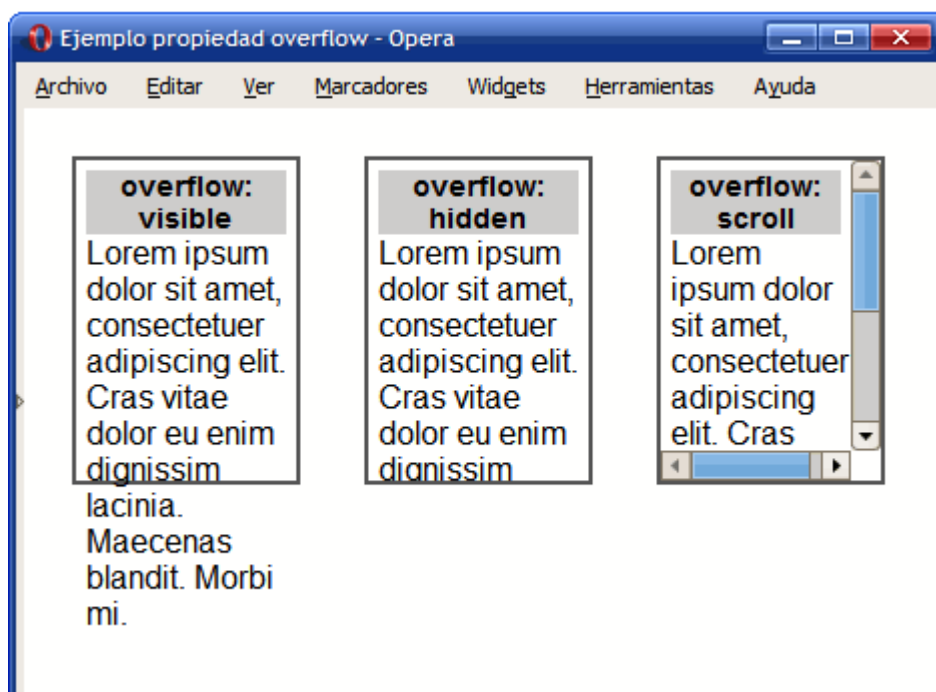 Ejemplo propiedad overflow - Opera
Archivo Editar Ver Marcadores Widgets Herramientas Ayuda
overflow:
visible
Lorem ipsum
dolor sit amet,
consectetuer
adipiscing elit.
Cras vitae
dolor eu enim
dignissim
lacinia.
Maecenas
blandit. Morbi
mi.
overflow:
hidden
Lorem ipsum
dolor sit amet,
consectetuer
adipiscing elit.
Cras vitae
dolor eu enim
dignissim
overflow:
scroll
Lorem
ipsum dolor
sit amet,
consectetuer
adipiscing
elit. Cras